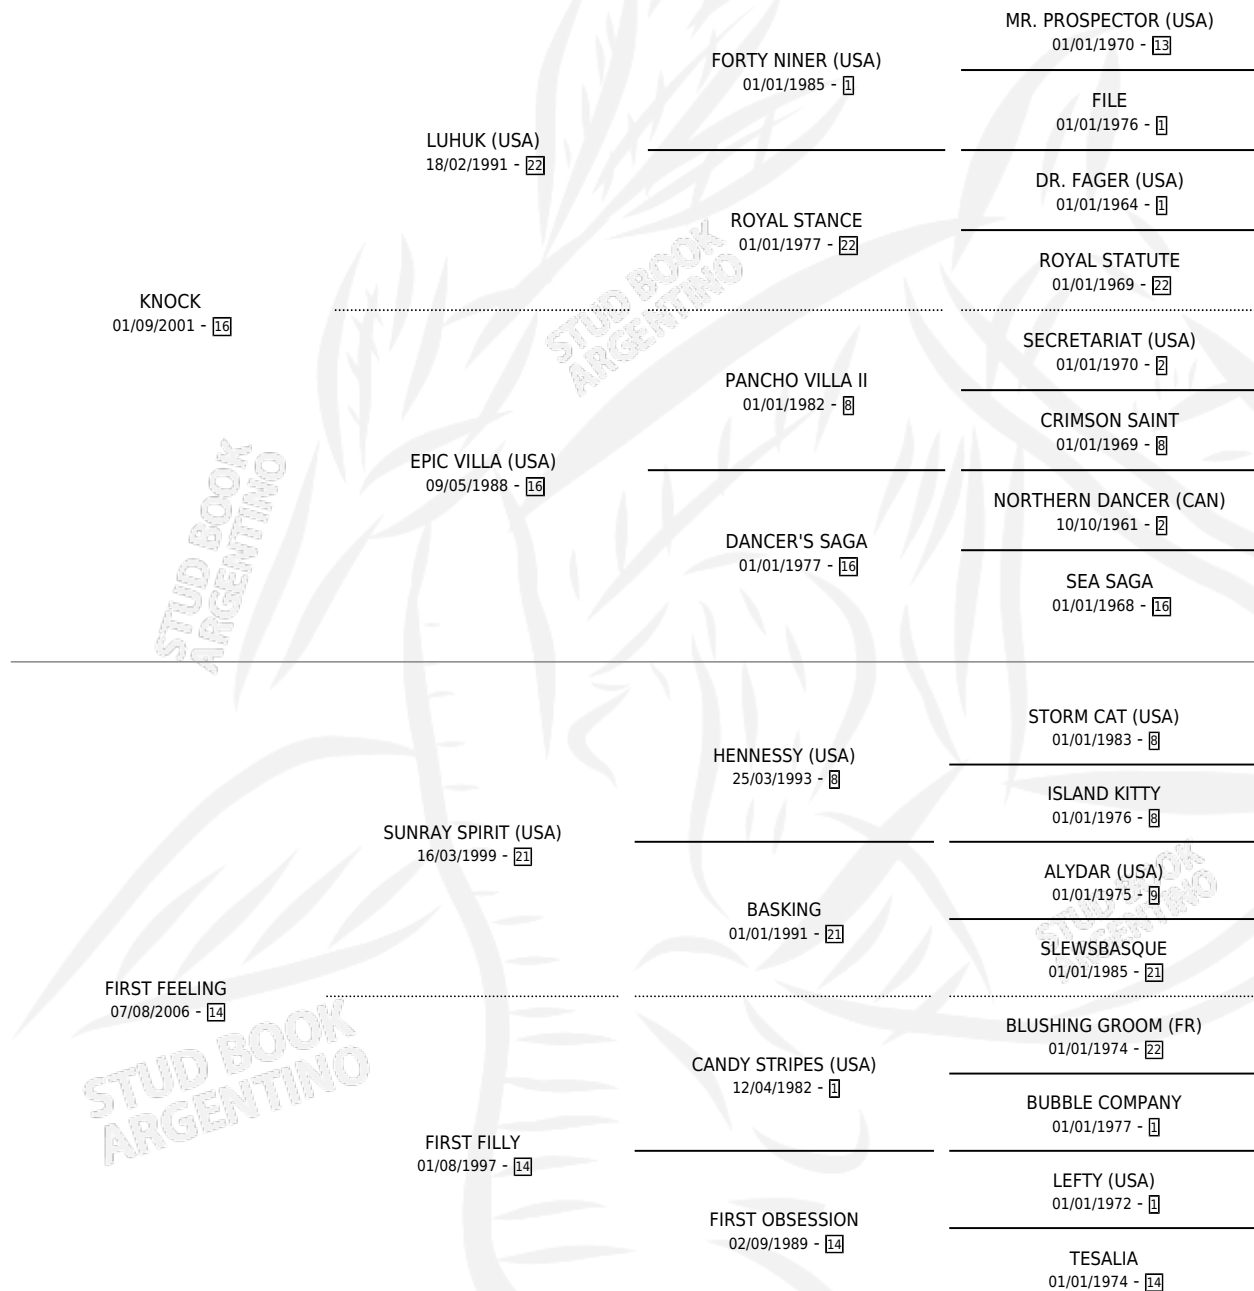 MR. PROSPECTOR (USA)
01/01/1970 - 13
FORTY NINER (USA)
01/01/1985 - 1
FILE
01/01/1976 - 1
LUHUK (USA)
18/02/1991 - 22
DR. FAGER (USA)
01/01/1964 - 1
ROYAL STANCE
01/01/1977 - 22
ROYAL STATUTE
01/01/1969 - 22
KNOCK
01/09/2001 - 16
STUD BOOK
ARGENTINO
SECRETARIAT (USA)
01/01/1970 - 2
PANCHO VILLA II
01/01/1982 - 8
CRIMSON SAINT
01/01/1969 - 8
EPIC VILLA (USA)
09/05/1988 - 16
NORTHERN DANCER (CAN)
10/10/1961 - 2
DANCER'S SAGA
01/01/1977 - 16
SEA SAGA
01/01/1968 - 16
STUD BOOK
ARGENTINO
STORM CAT (USA)
01/01/1983 - 8
HENNESSY (USA)
25/03/1993 - 8
ISLAND KITTY
01/01/1976 - 8
SUNRAY SPIRIT (USA)
16/03/1999 - 21
ALYDAR (USA)
01/01/1975 - 9
BASKING
01/01/1991 - 21
SLEWSBASQUE
01/01/1985 - 21
STUD BOOK
ARGENTINO
FIRST FEELING
07/08/2006 - 14
BLUSHING GROOM (FR)
01/01/1974 - 22
CANDY STRIPES (USA)
12/04/1982 - 1
BUBBLE COMPANY
01/01/1977 - 1
STUD BOOK
ARGENTINO
FIRST FILLY
01/08/1997 - 14
LEFTY (USA)
01/01/1972 - 1
FIRST OBSESSION
02/09/1989 - 14
TESALIA
01/01/1974 - 14